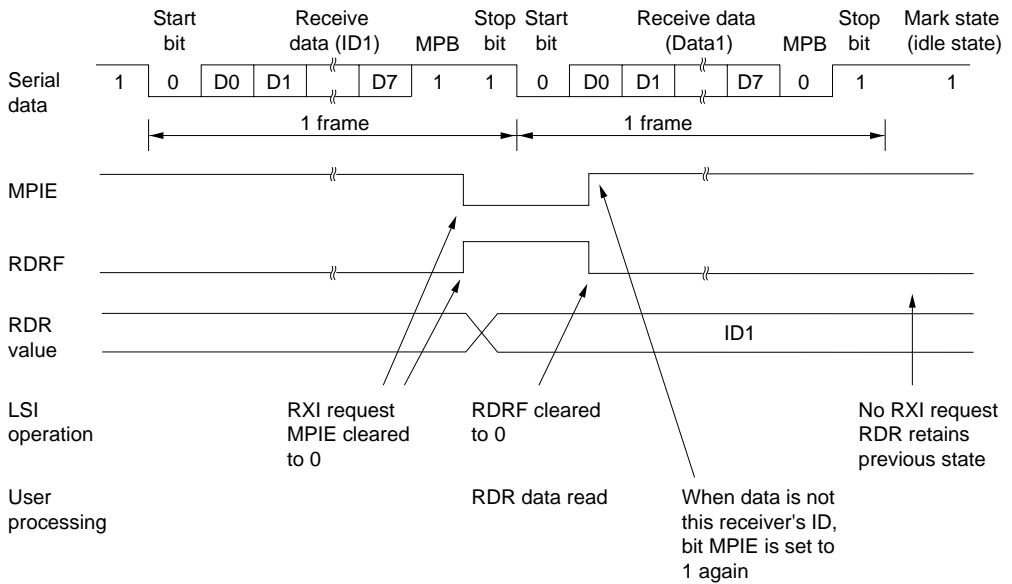 Start bit
Receive data (ID1)
MPB
Stop bit
Start bit
Receive data (Data1)
MPB
Stop bit
Mark state (idle state)
Serial data
1 0 D0 D1 D7 1 1 0 D0 D1 D7 0 1 1
1 frame 1 frame
MPIE
RDRF
RDR value
ID1
LSI operation
RXI request
MPIE cleared
to 0
RDRF cleared
to 0
No RXI request
RDR retains
previous state
User processing
RDR data read
When data is not
this receiver's ID,
bit MPIE is set to
1 again